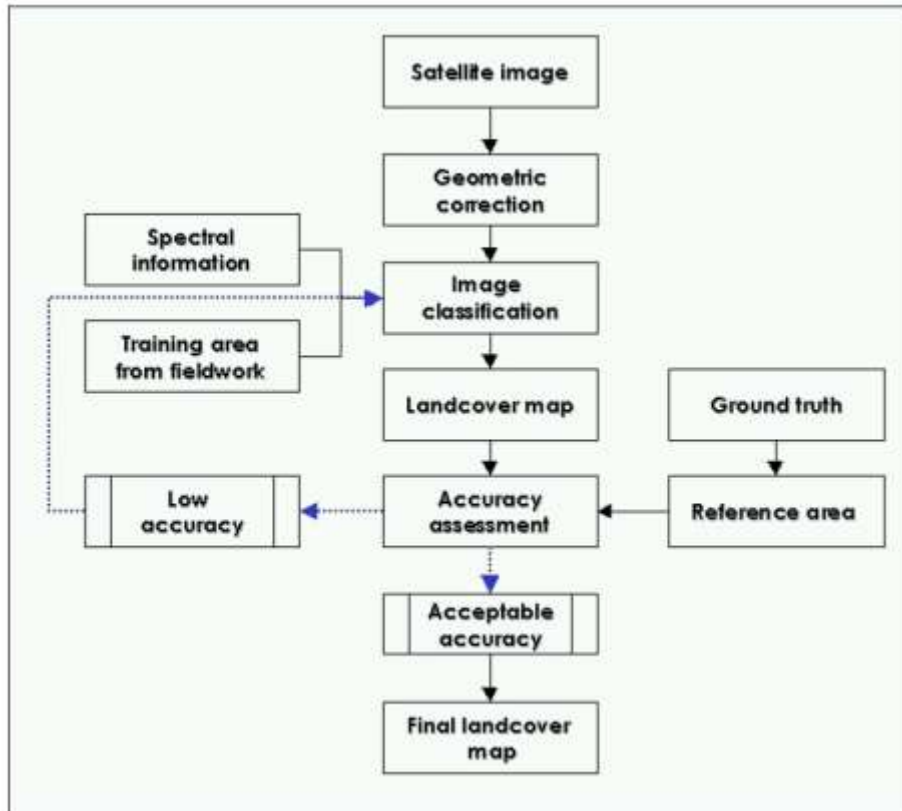 Satellite image
Geometric
correction
Spectral
information
Image
classification
Training area
from fieldwork
Landcover map
Ground truth
Low
accuracy
Accuracy
assessment
Reference area
Acceptable
accuracy
Final landcover
map